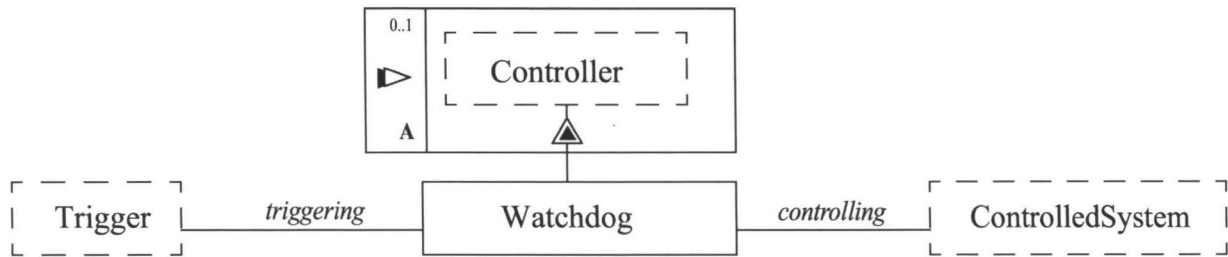 0..1
Controller
A
Trigger
triggering
Watchdog
controlling
ControlledSystem